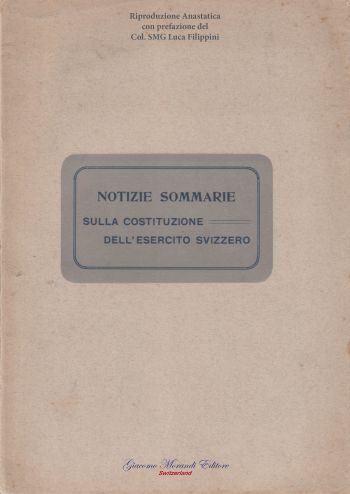 Riproduzione Anastatica
con prefazione del
Col. SMG Luca Filippini
NOTIZIE SOMMARIE
SULLA COSTITUZIONE
DELL'ESERCITO SVIZZERO
Giacomo Morandi Editore
Switzerland